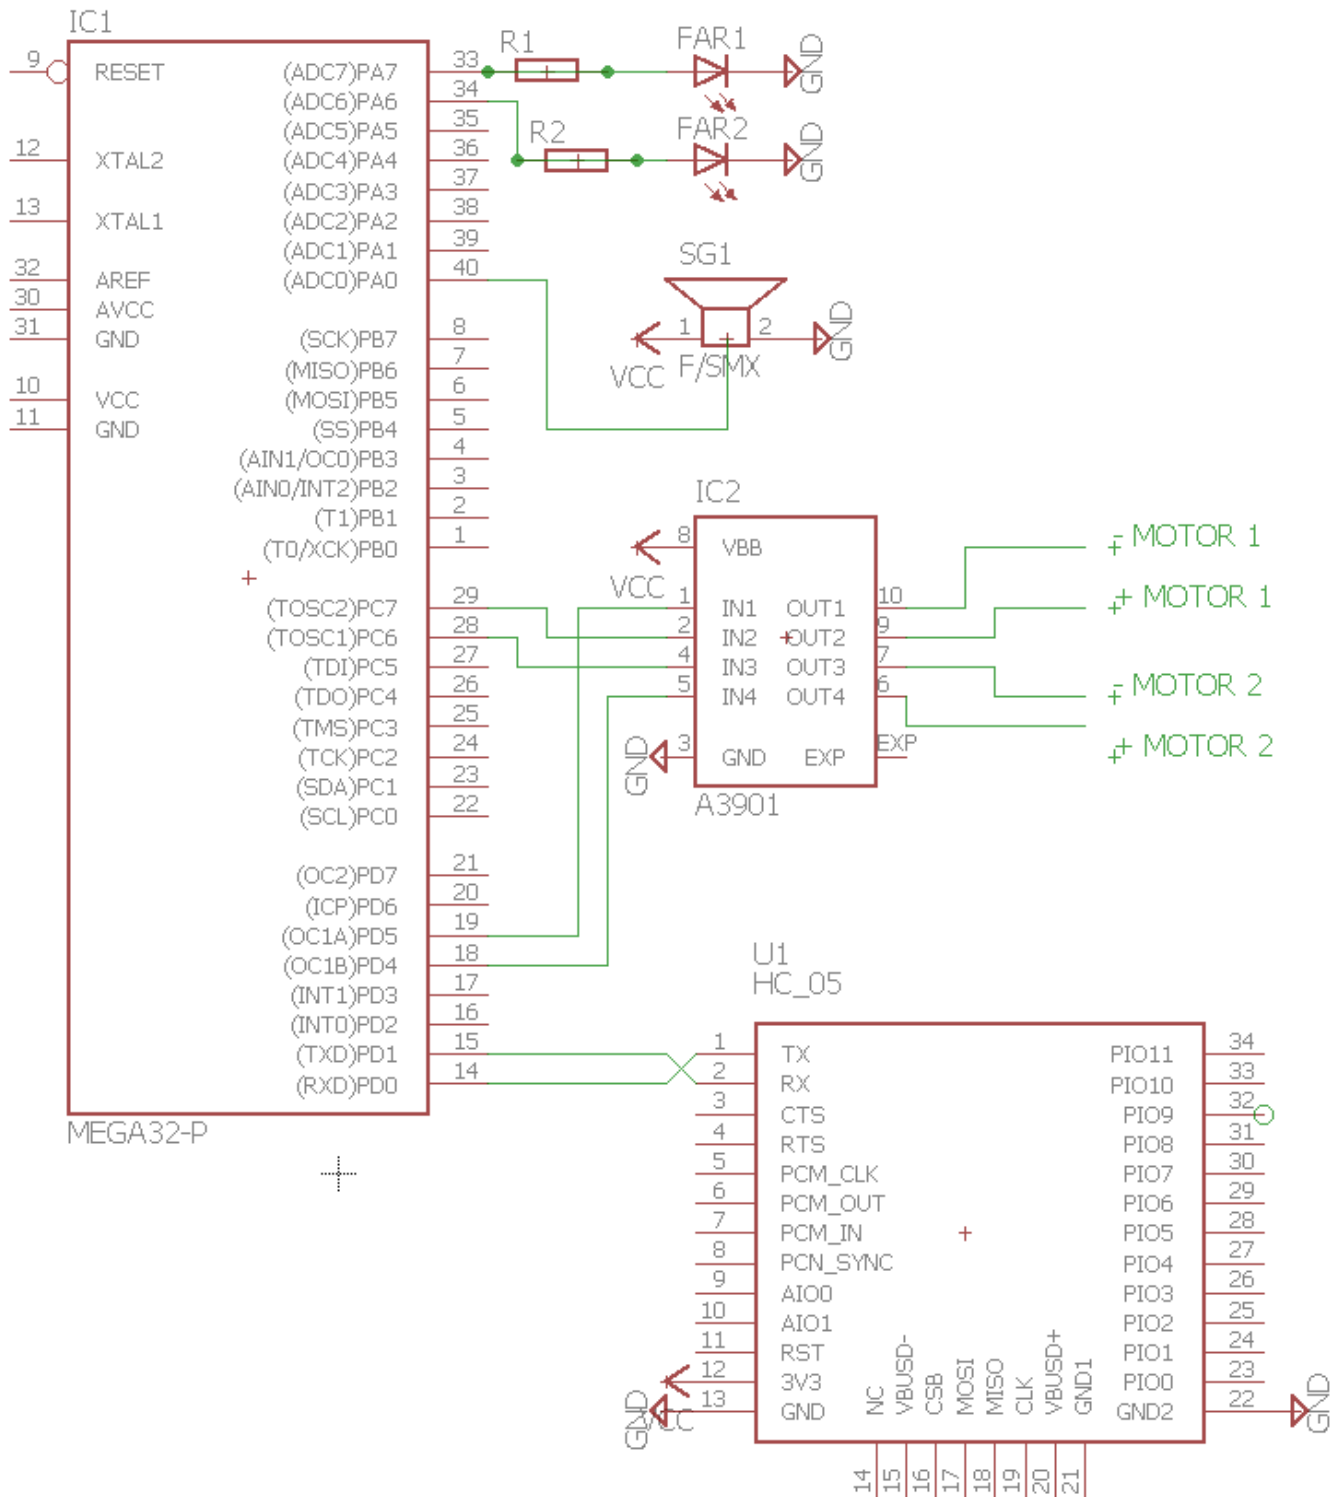 IC1
9 RESET
12 XTAL2
13 XTAL1
32 AREF
30 AVCC
31 GND
10 VCC
11 GND
(ADC7)PA7 33
(ADC6)PA6 34
(ADC5)PA5 35
(ADC4)PA4 36
(ADC3)PA3 37
(ADC2)PA2 38
(ADC1)PA1 39
(ADC0)PA0 40
(SCK)PB7 8
(MISO)PB6 7
(MOSI)PB5 6
(SS)PB4 5
(AIN1/OC0)PB3 4
(AIN0/INT2)PB2 3
(T1)PB1 2
(T0/XCK)PB0 1
(TOSC2)PC7 29
(TOSC1)PC6 28
(TDI)PC5 27
(TDO)PC4 26
(TMS)PC3 25
(TCK)PC2 24
(SDA)PC1 23
(SCL)PC0 22
(OC2)PD7 21
(ICP)PD6 20
(OC1A)PD5 19
(OC1B)PD4 18
(INT1)PD3 17
(INT0)PD2 16
(TXD)PD1 15
(RXD)PD0 14
MEGA32-P
R1 FAR1 GND
R2 FAR2 GND
SG1
1 2 GND
VCC F/SMX
IC2
8 VBB
VCC
1 IN1 OUT1 10
2 IN2 OUT2 9
4 IN3 OUT3 7
5 IN4 OUT4 6
GND 3 GND EXP EXP
A3901
- MOTOR 1
+ MOTOR 1
- MOTOR 2
+ MOTOR 2
U1
HC_05
1 TX
2 RX
3 CTS
4 RTS
5 PCM_CLK
6 PCM_OUT
7 PCM_IN
8 PCN_SYNC
9 AIO0
10 AIO1
11 RST
12 3V3
13 GND
GND VCC
NC 14
VBUSD- 15
CSB 16
MOSI 17
MISO 18
CLK 19
VBUSD+ 20
GND1 21
PIO11 34
PIO10 33
PIO9 32
PIO8 31
PIO7 30
PIO6 29
PIO5 28
PIO4 27
PIO3 26
PIO2 25
PIO1 24
PIO0 23
GND2 22 GND